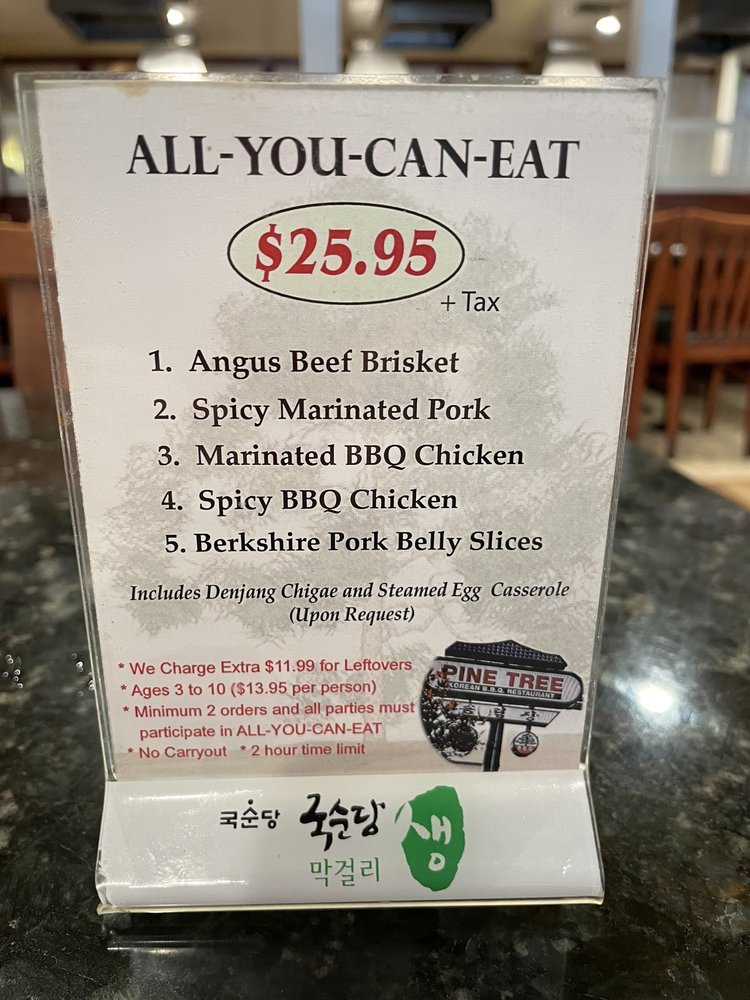 ALL-YOU-CAN-EAT
$25.95
+ Tax
1. Angus Beef Brisket
2. Spicy Marinated Pork
3. Marinated BBQ Chicken
4. Spicy BBQ Chicken
5. Berkshire Pork Belly Slices
Includes Denjang Chigae and Steamed Egg Casserole
(Upon Request)
* We Charge Extra $11.99 for Leftovers
* Ages 3 to 10 ($13.95 per person)
* Minimum 2 orders and all parties must
participate in ALL-YOU-CAN-EAT
* No Carryout * 2 hour time limit
PINE TREE
KOREAN B.B.Q. RESTAURANT
국순당 국순당 생
막걸리